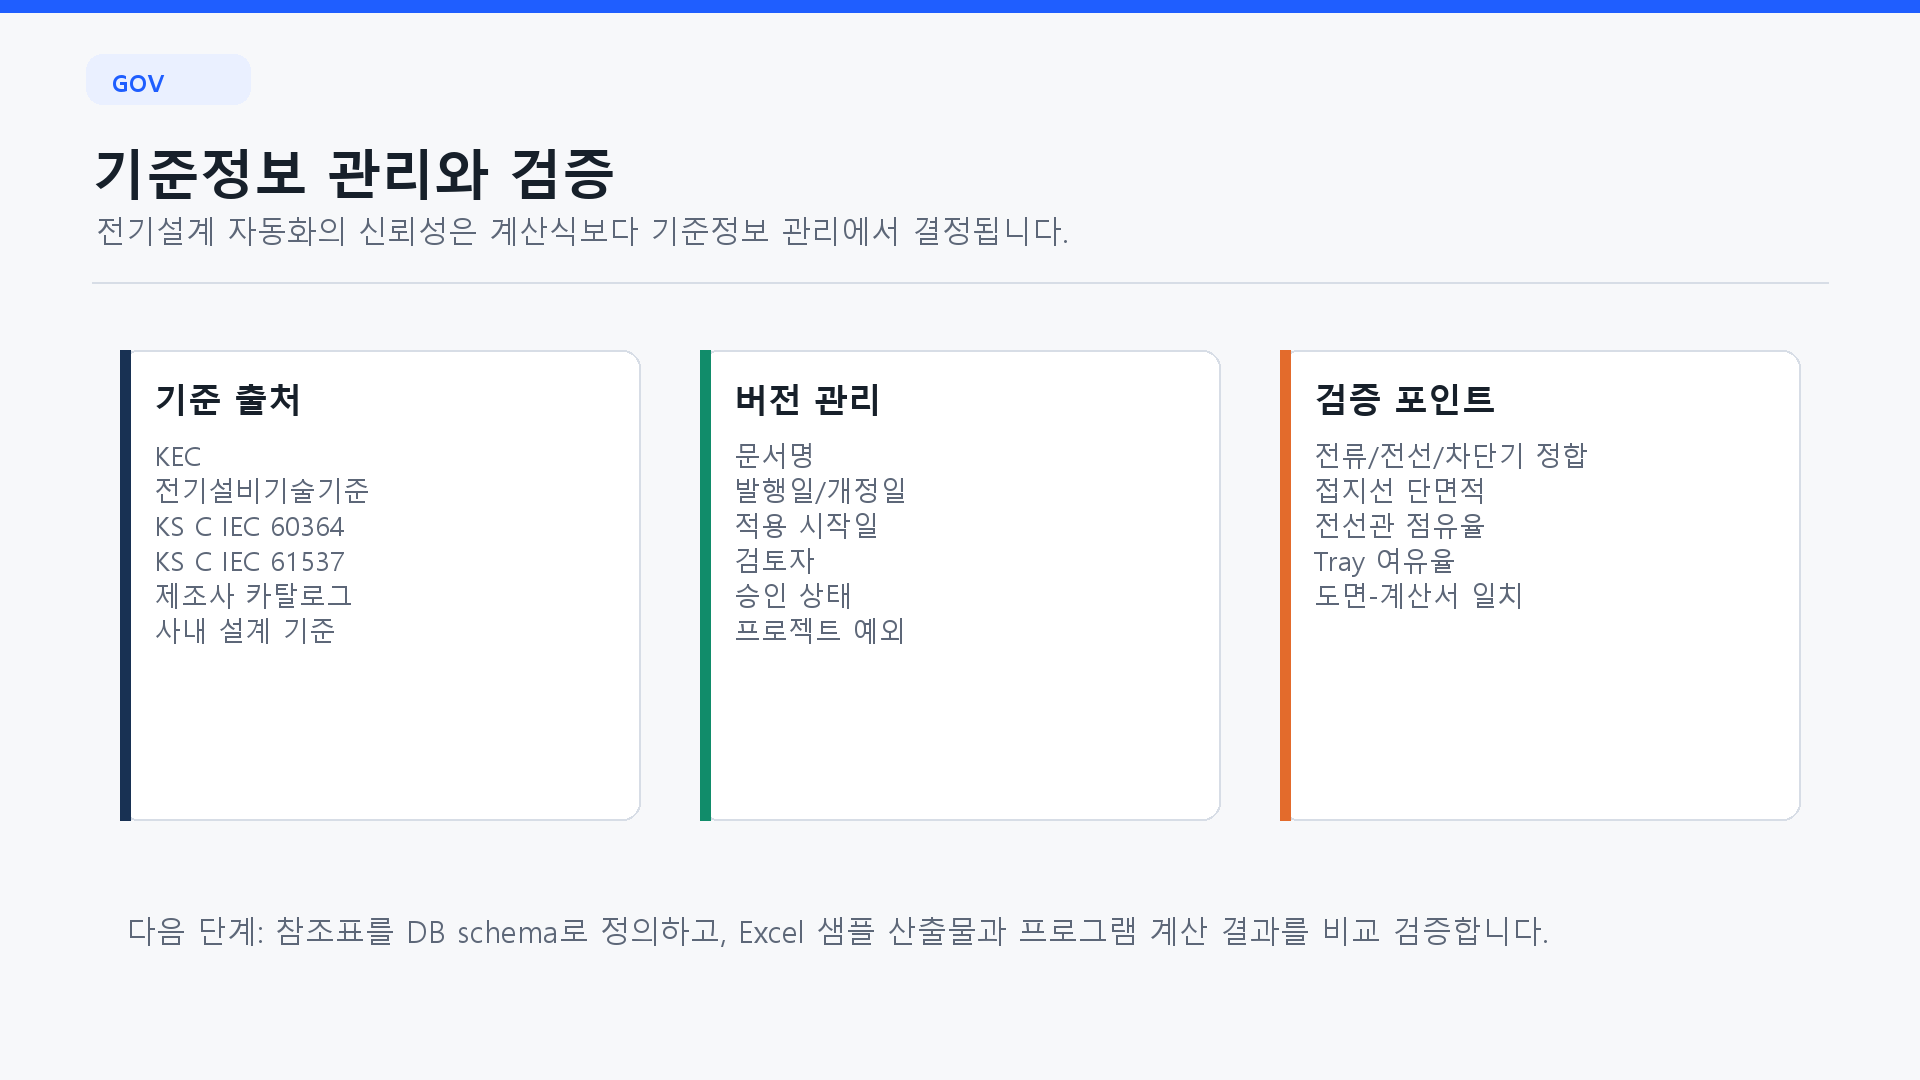 GOV
기준정보 관리와 검증
전기설계 자동화의 신뢰성은 계산식보다 기준정보 관리에서 결정됩니다.
기준 출처
KEC
전기설비기술기준
KS C IEC 60364
KS C IEC 61537
제조사 카탈로그
사내 설계 기준
버전 관리
문서명
발행일/개정일
적용 시작일
검토자
승인 상태
프로젝트 예외
검증 포인트
전류/전선/차단기 정합
접지선 단면적
전선관 점유율
Tray 여유율
도면-계산서 일치
다음 단계: 참조표를 DB schema로 정의하고, Excel 샘플 산출물과 프로그램 계산 결과를 비교 검증합니다.